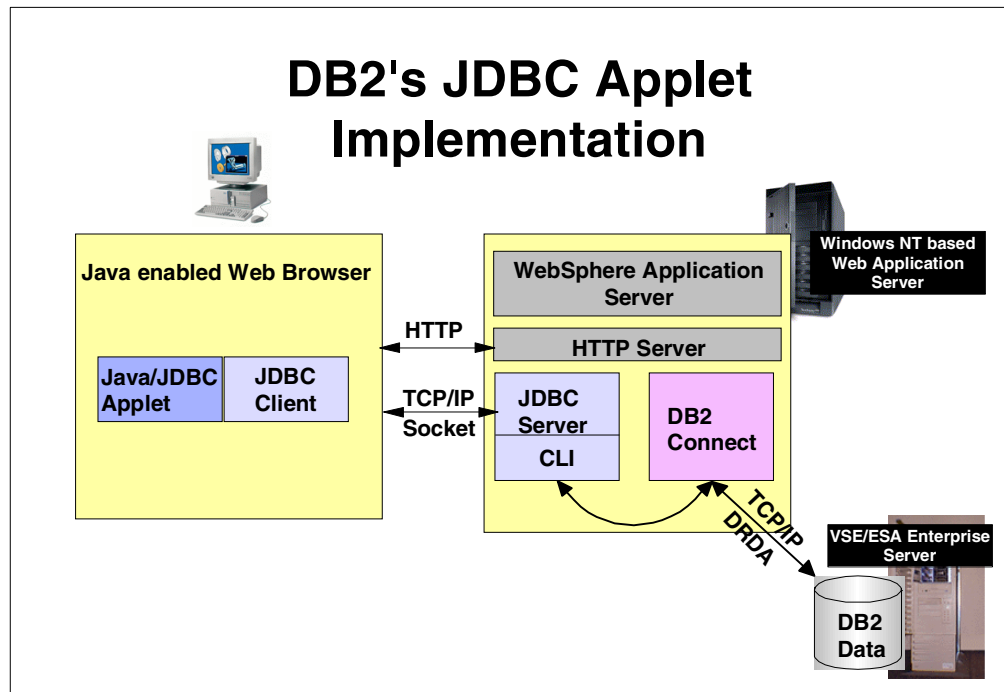 DB2's JDBC Applet
Implementation
Java enabled Web Browser
Java/JDBC
Applet
JDBC
Client
HTTP
TCP/IP
Socket
WebSphere Application
Server
HTTP Server
JDBC
Server
CLI
DB2
Connect
Windows NT based
Web Application
Server
TCP/IP
DRDA
VSE/ESA Enterprise
Server
DB2
Data